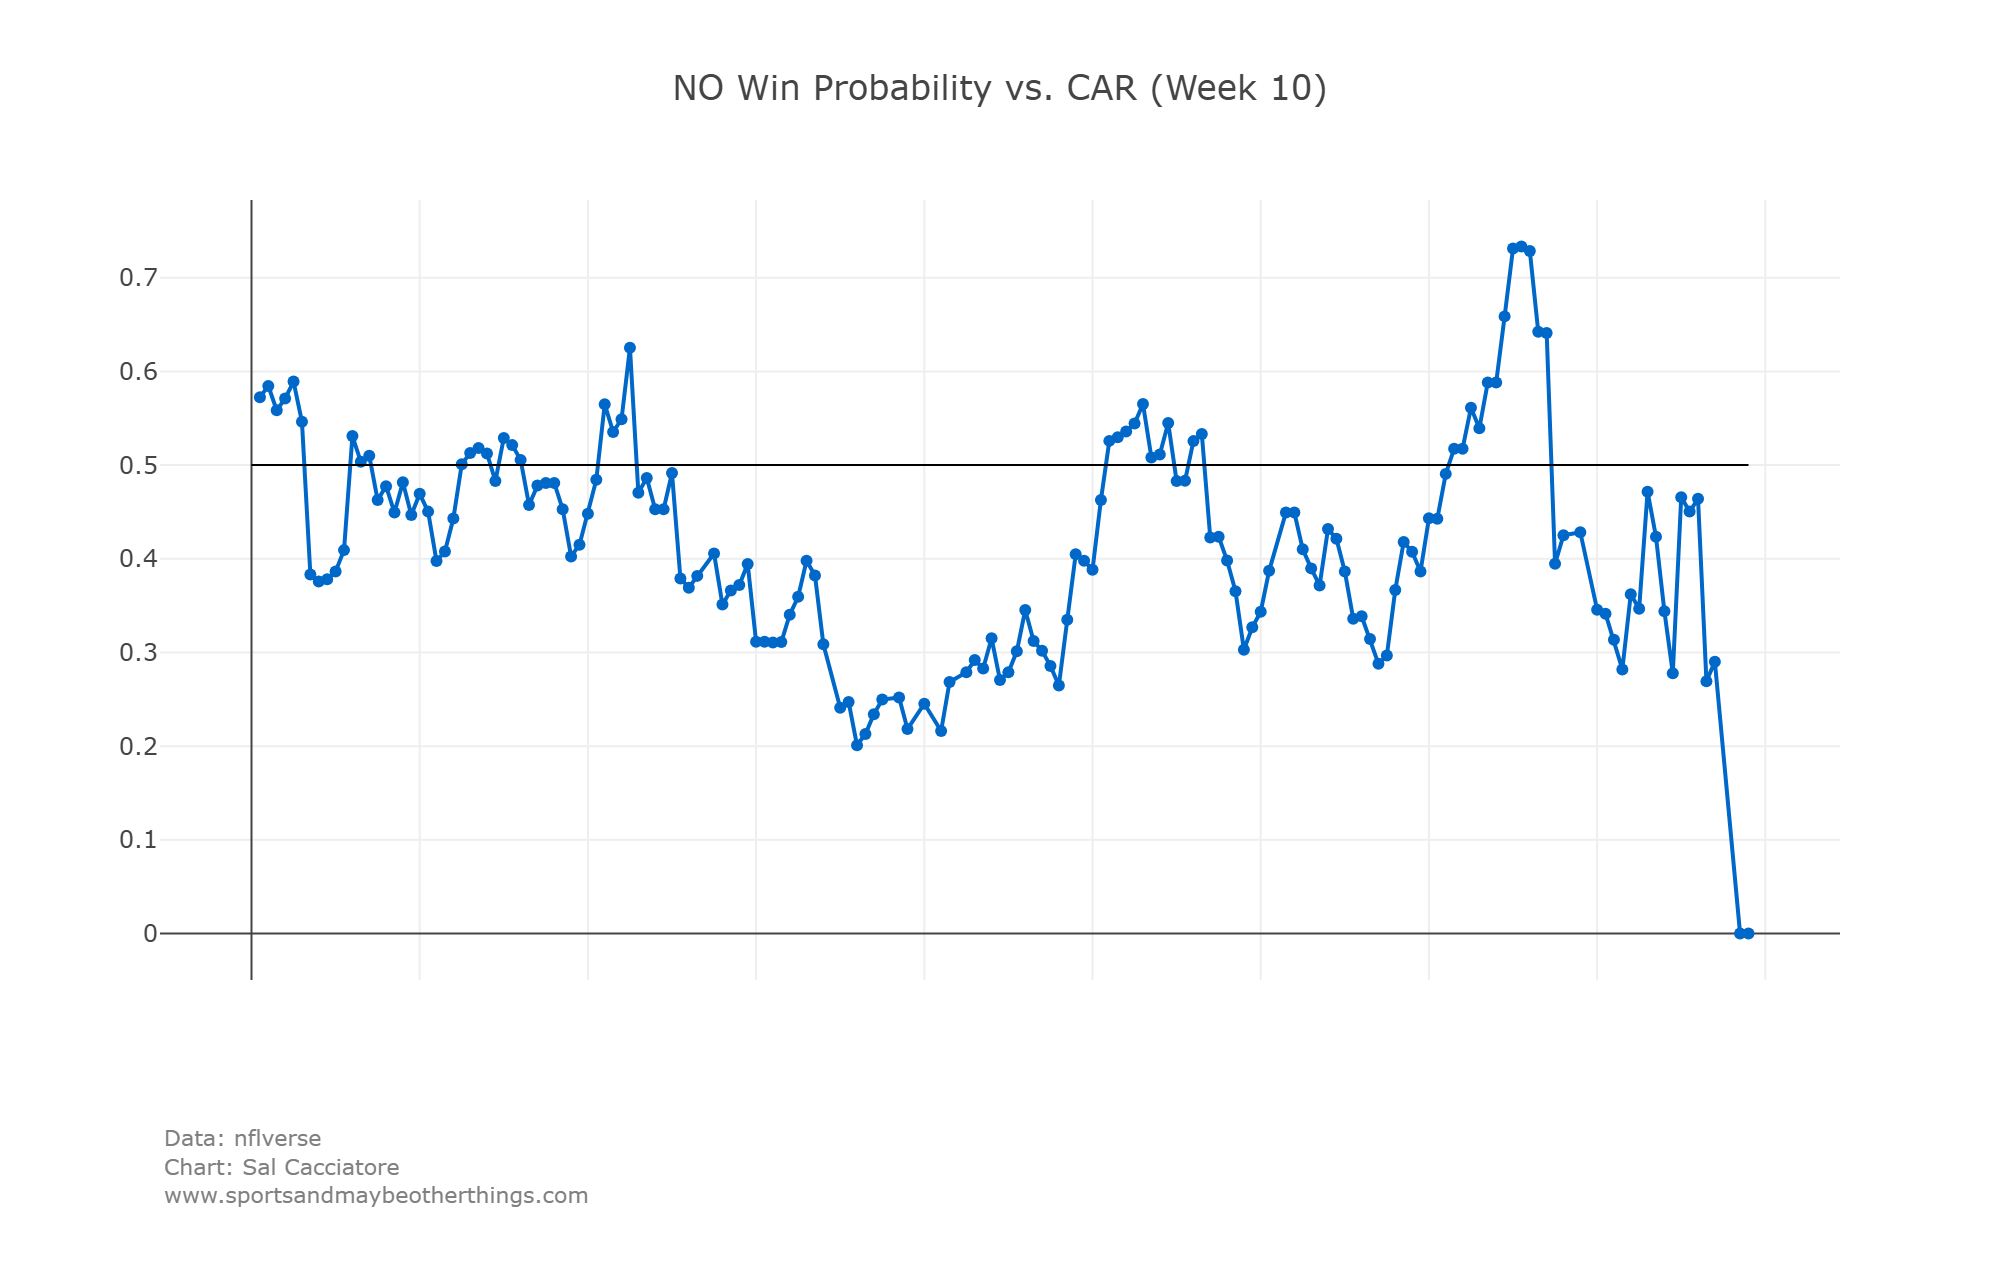 NO Win Probability vs. CAR (Week 10)
0.7
0.6
0.5
0.4
0.3
0.2
0.1
0
Data: nflverse
Chart: Sal Cacciatore
www.sportsandmaybeotherthings.com